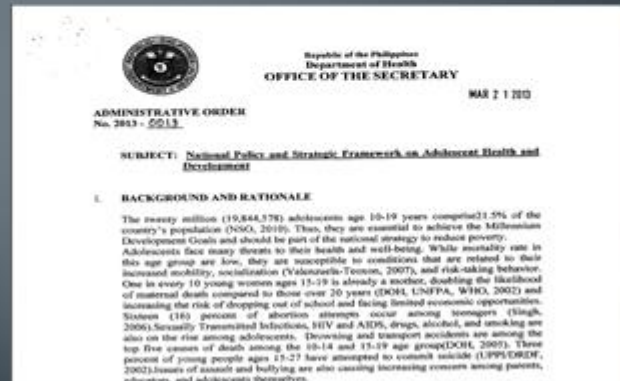 Republic of the Philippines
Department of Health
OFFICE OF THE SECRETARY
MAR 2 1 2013
ADMINISTRATIVE ORDER
No. 2013 - 0013
SUBJECT: National Policy and Strategic Framework on Adolescent Health and
Development
I. BACKGROUND AND RATIONALE
The twenty million (19,844,578) adolescents age 10-19 years comprise21.5% of the
country's population (NSO, 2010). Thus, they are essential to achieve the Millennium
Development Goals and should be part of the national strategy to reduce poverty.
Adolescents face many threats to their health and well-being. While mortality rate in
this age group are low, they are susceptible to conditions that are related to their
increased mobility, socialization (Valenzuela-Tecson, 2007), and risk-taking behavior.
One in every 10 young women ages 15-19 is already a mother, doubling the likelihood
of maternal death compared to those over 20 years (DOH, UNFPA, WHO, 2002) and
increasing the risk of dropping out of school and facing limited economic opportunities.
Sixteen (16) percent of abortion attempts occur among teenagers (Singh,
2006).Sexually Transmitted Infections, HIV and AIDS, drugs, alcohol, and smoking are
also on the rise among adolescents. Drowning and transport accidents are among the
top five causes of death among the 10-14 and 15-19 age group(DOH, 2005). Three
percent of young people ages 15-27 have attempted to commit suicide (UPPI/DRDF,
2002).Issues of assault and bullying are also causing increasing concern among parents,
educators, and adolescents themselves.